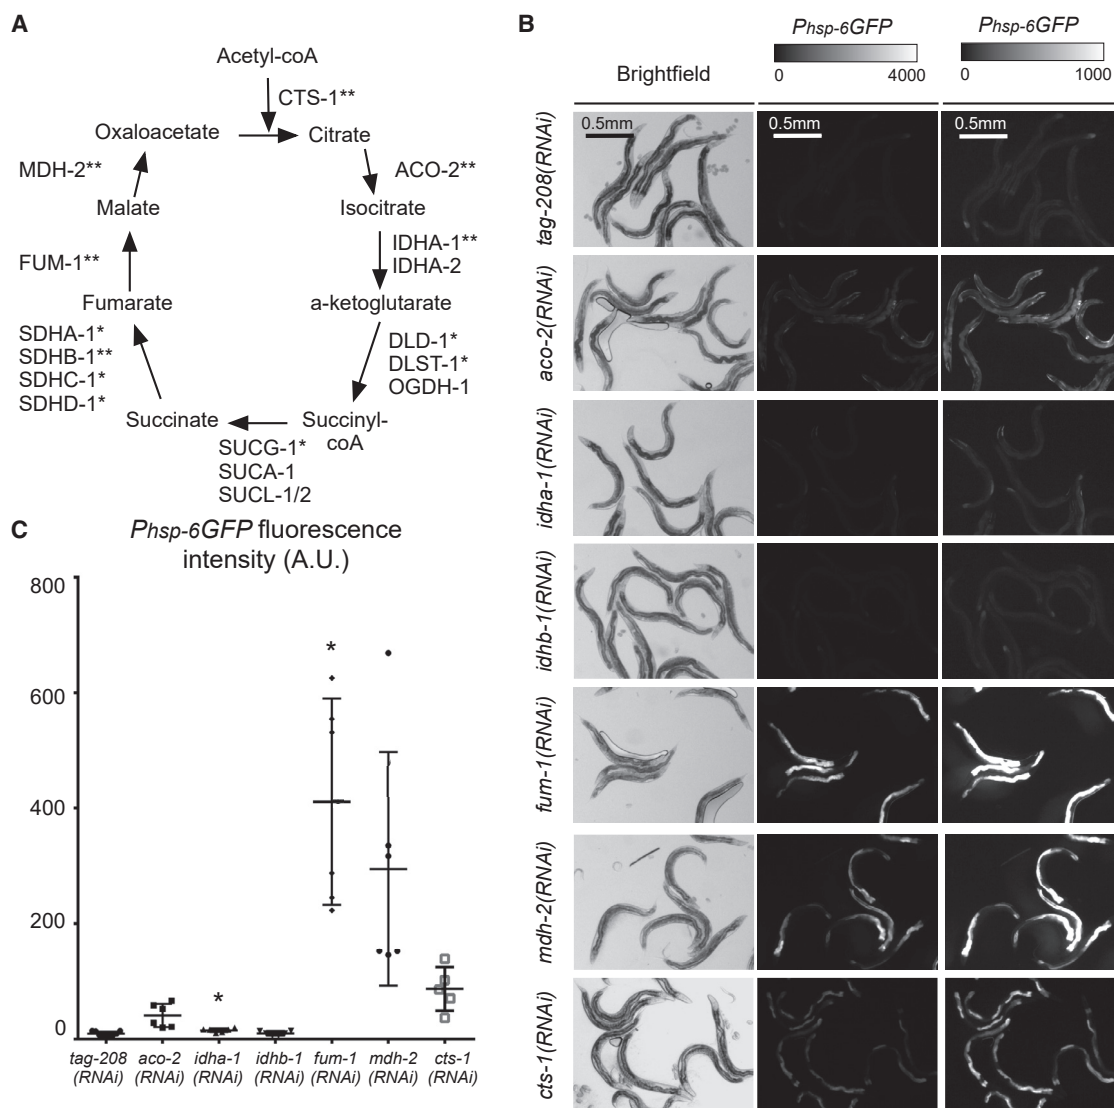 A
Acetyl-coA
CTS-1**
Oxaloacetate
Citrate
MDH-2**
ACO-2**
Malate
Isocitrate
FUM-1**
IDHA-1**
IDHA-2
Fumarate
a-ketoglutarate
SDHA-1*
SDHB-1**
SDHC-1*
SDHD-1*
DLD-1*
DLST-1*
OGDH-1
Succinate
Succinyl-
coA
SUCG-1*
SUCA-1
SUCL-1/2
B
Brightfield
Phsp-6GFP
0 4000
Phsp-6GFP
0 1000
tag-208(RNAi)
0.5mm
0.5mm
0.5mm
aco-2(RNAi)
idha-1(RNAi)
idhb-1(RNAi)
fum-1(RNAi)
mdh-2(RNAi)
cts-1(RNAi)
C
Phsp-6GFP fluorescence
intensity (A.U.)
800
600
400
200
0
*
*
tag-208 aco-2 idha-1 idhb-1 fum-1 mdh-2 cts-1
(RNAi) (RNAi) (RNAi) (RNAi) (RNAi) (RNAi) (RNAi)